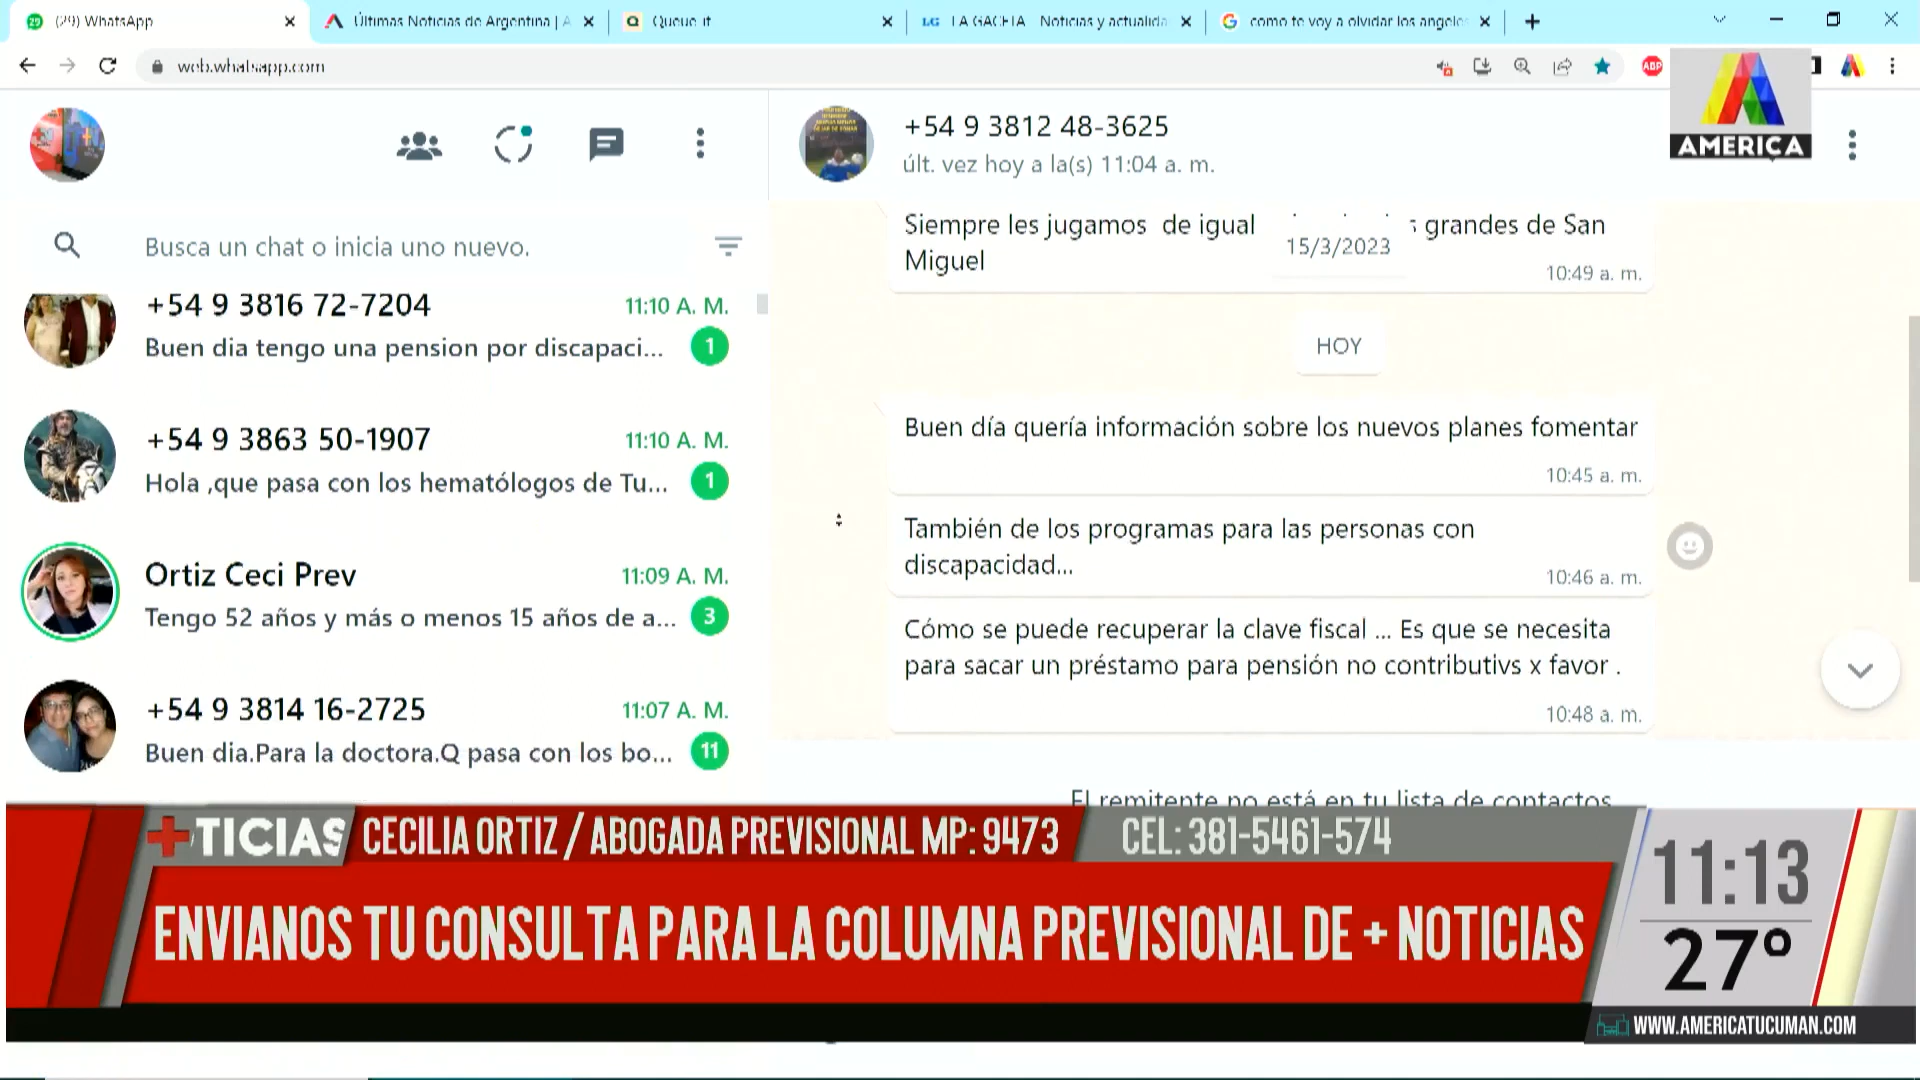 (29) WhatsApp
Últimas Noticias de Argentina | A
Queue it
LG LA GACETA Noticias y actualida
como te voy a olvidar los angeles
web.whatsapp.com
ABP
AMERICA
+54 9 3812 48-3625
últ. vez hoy a la(s) 11:04 a. m.
Busca un chat o inicia uno nuevo.
+54 9 3816 72-7204
11:10 A. M.
Buen dia tengo una pension por discapaci...
1
+54 9 3863 50-1907
11:10 A. M.
Hola ,que pasa con los hematólogos de Tu...
1
Ortiz Ceci Prev
11:09 A. M.
Tengo 52 años y más o menos 15 años de a...
3
+54 9 3814 16-2725
11:07 A. M.
Buen dia.Para la doctora.Q pasa con los bo...
11
Siempre les jugamos de igual grandes de San
15/3/2023
Miguel
10:49 a. m.
HOY
Buen día quería información sobre los nuevos planes fomentar
10:45 a. m.
También de los programas para las personas con
discapacidad...
10:46 a. m.
Cómo se puede recuperar la clave fiscal ... Es que se necesita
para sacar un préstamo para pensión no contributivs x favor .
10:48 a. m.
El remitente no está en tu lista de contactos
+TICIAS
CECILIA ORTIZ / ABOGADA PREVISIONAL MP: 9473
CEL: 381-5461-574
ENVIANOS TU CONSULTA PARA LA COLUMNA PREVISIONAL DE + NOTICIAS
11:13
27°
WWW.AMERICATUCUMAN.COM